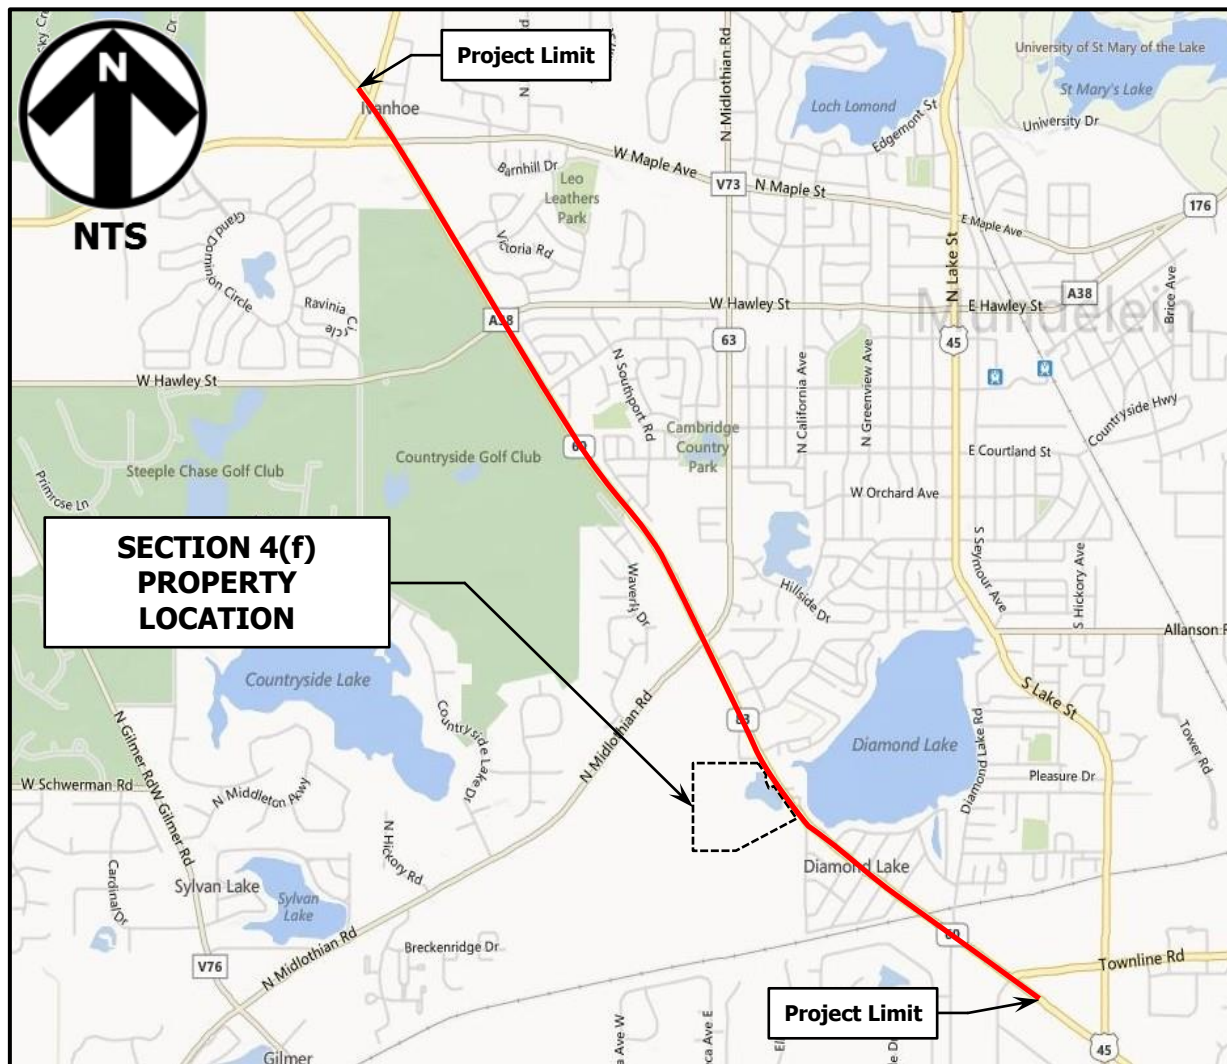 Project Limit
N
NTS
Ivanhoe
N Midlothian Rd
University of St Mary of the Lake
St Mary's Lake
Loch Lomond
Edgemont St
University Dr
W Maple Ave
Barnhill Dr
Leo
Leathers
Park
V73
N Maple St
176
E Maple Ave
Grand Dominion Circle
Victoria Rd
N Lake St
Ravinia Circle
A38
W Hawley St
E Hawley St
A38
Brice Ave
Mundelein
63
45
W Hawley St
N Southport Rd
N California Ave
N Greenview Ave
Countryside Hwy
Cambridge
Country
Park
60
E Courtland St
Steeple Chase Golf Club
Countryside Golf Club
Primrose Ln
W Orchard Ave
SECTION 4(f)
PROPERTY
LOCATION
S Seymour Ave
S Hickory Ave
Waverly Dr
Hillside Dr
Allanson R
Countryside Lake
S Lake St
Countryside Lake Dr
N Midlothian Rd
83
Diamond Lake
Diamond Lake Rd
Tower Rd
N Gilmer Rd
W Gilmer Rd
W Schwerman Rd
Pleasure Dr
N Middleton Pkwy
N Hickory Rd
Cardinal Dr
Sylvan Lake
Sylvan
Lake
Diamond Lake
N Midlothian Rd
Breckenridge Dr
60
V76
Townline Rd
Project Limit
45
Gilmer